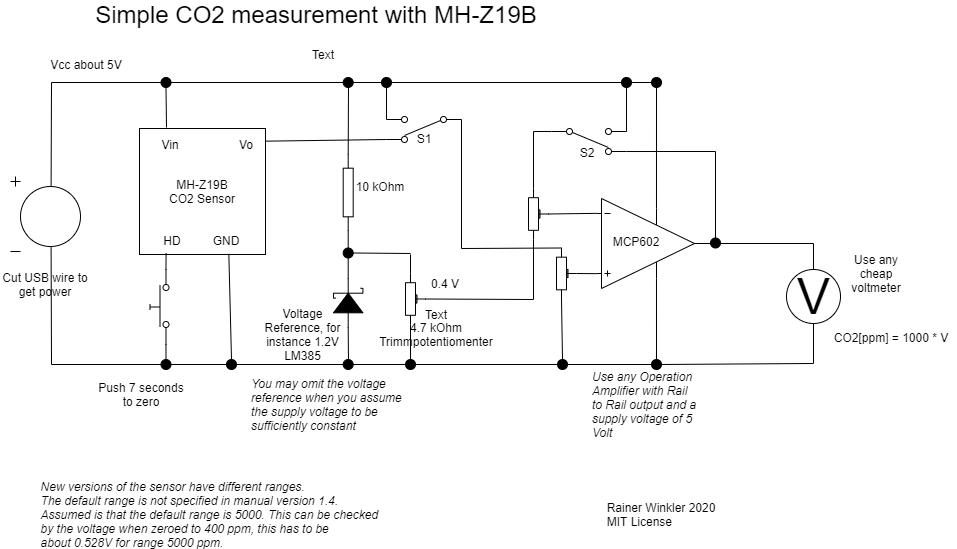 Simple CO2 measurement with MH-Z19B
Text
Vcc about 5V
Vin
Vo
S1
S2
MH-Z19B
CO2 Sensor
10 kOhm
+
−
HD
GND
−
MCP602
+
Cut USB wire to
get power
0.4 V
Text
4.7 kOhm
Trimmpotentiomenter
Voltage
Reference, for
instance 1.2V
LM385
Use any
cheap
voltmeter
V
CO2[ppm] = 1000 * V
Push 7 seconds
to zero
You may omit the voltage
reference when you assume
the supply voltage to be
sufficiently constant
Use any Operation
Amplifier with Rail
to Rail output and a
supply voltage of 5
Volt
New versions of the sensor have different ranges.
The default range is not specified in manual version 1.4.
Assumed is that the default range is 5000. This can be checked
by the voltage when zeroed to 400 ppm, this has to be
about 0.528V for range 5000 ppm.
Rainer Winkler 2020
MIT License